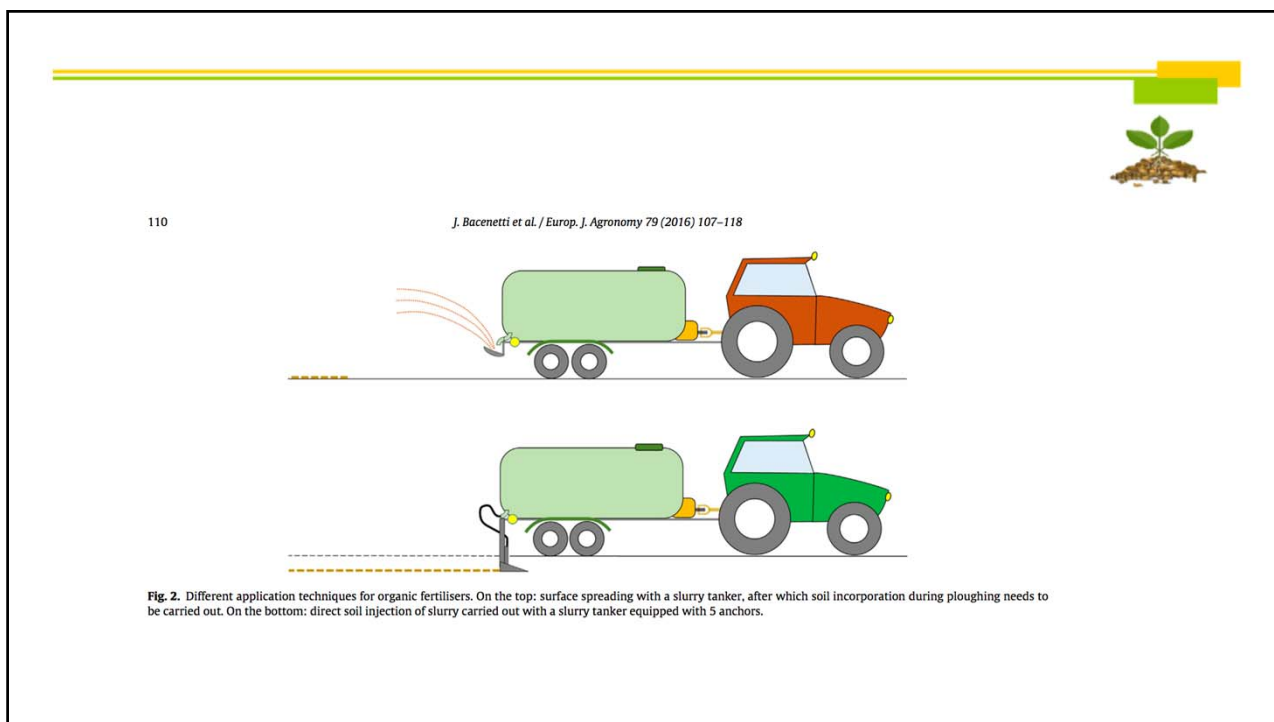 110
J. Bacenetti et al. / Europ. J. Agronomy 79 (2016) 107–118
Fig. 2. Different application techniques for organic fertilisers. On the top: surface spreading with a slurry tanker, after which soil incorporation during ploughing needs to
be carried out. On the bottom: direct soil injection of slurry carried out with a slurry tanker equipped with 5 anchors.